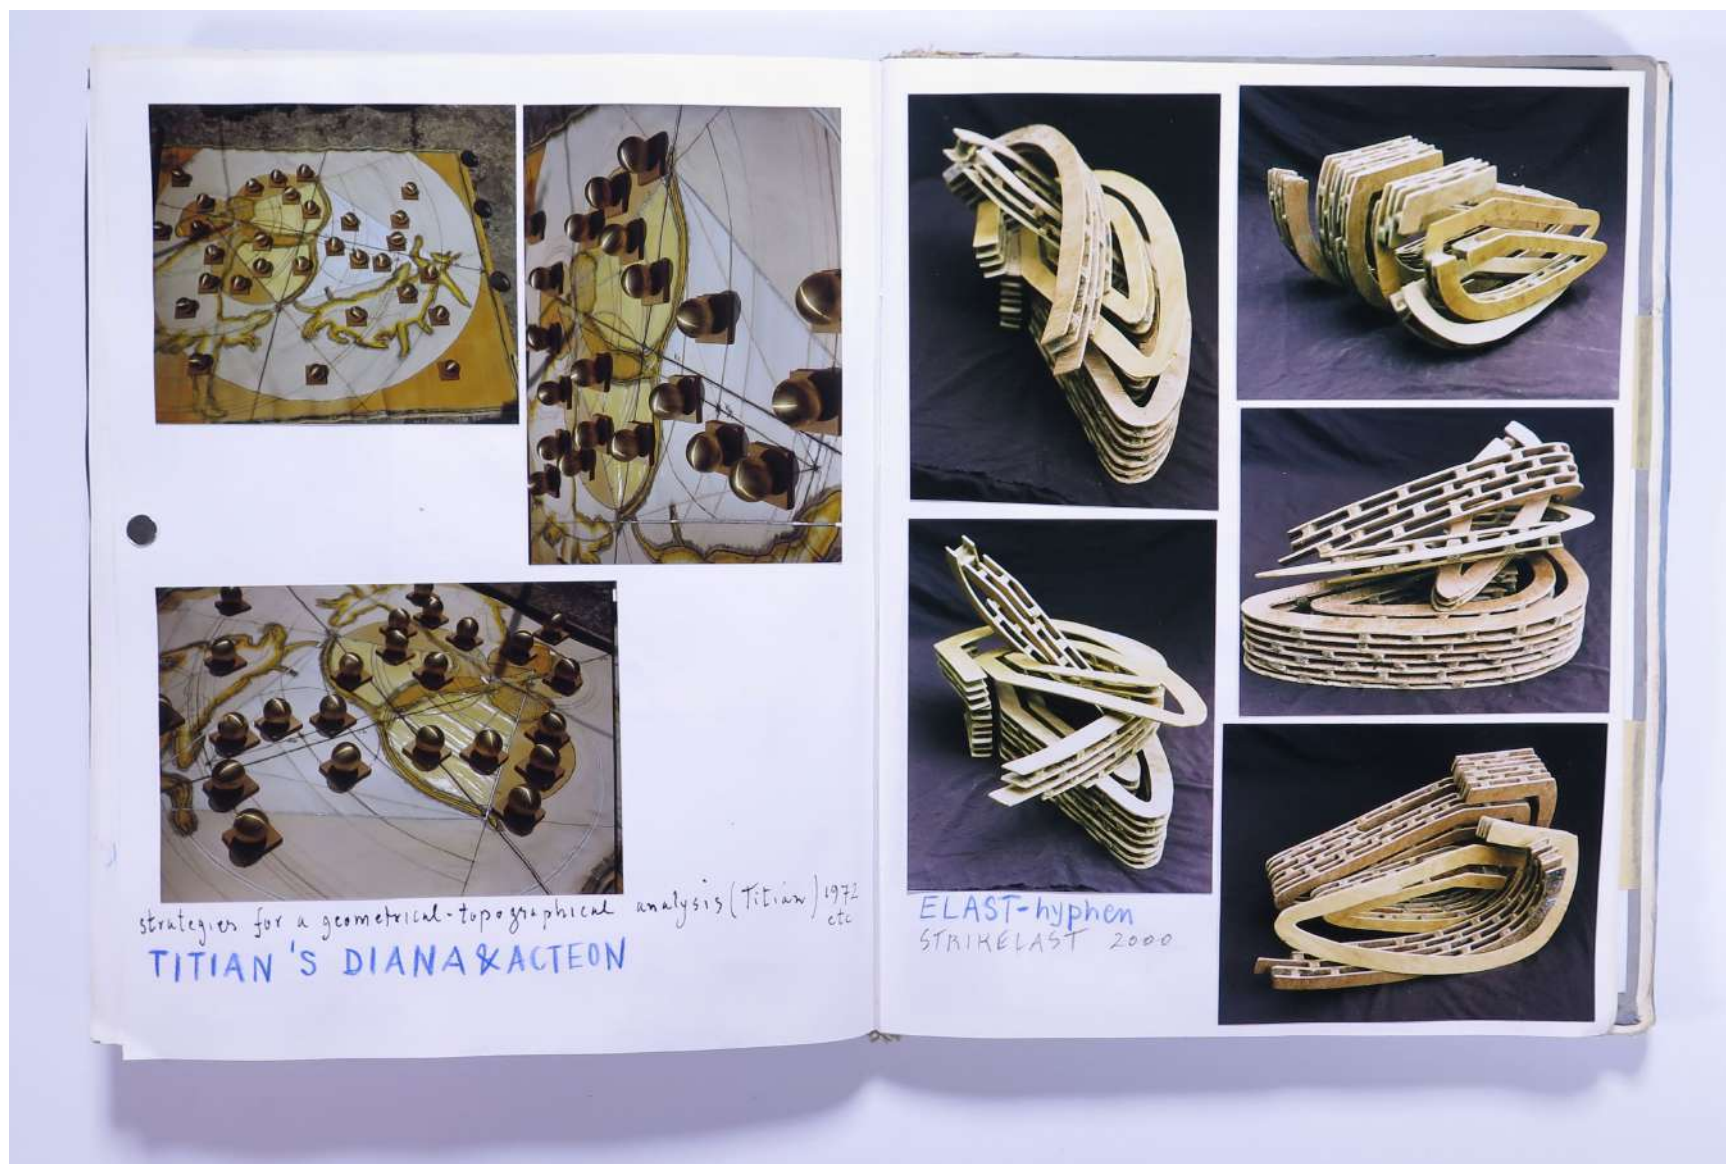 strategies for a geometrical-topographical analysis (Titian) 1972
etc
TITIAN'S DIANA & ACTEON
ELAST-hyphen
STRIKELAST 2000